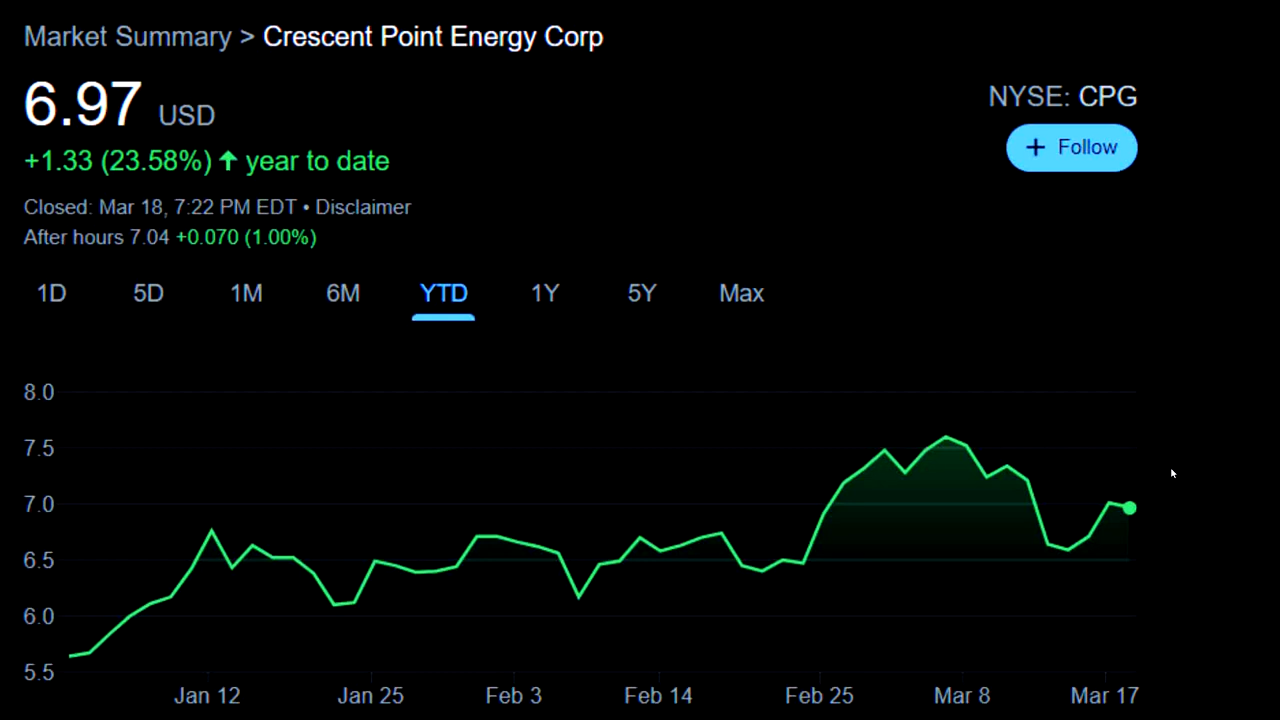 Market Summary > Crescent Point Energy Corp
6.97 USD
NYSE: CPG
+ Follow
+1.33 (23.58%) ↑ year to date
Closed: Mar 18, 7:22 PM EDT • Disclaimer
After hours 7.04 +0.070 (1.00%)
1D 5D 1M 6M YTD 1Y 5Y Max
8.0
7.5
7.0
6.5
6.0
5.5
Jan 12 Jan 25 Feb 3 Feb 14 Feb 25 Mar 8 Mar 17